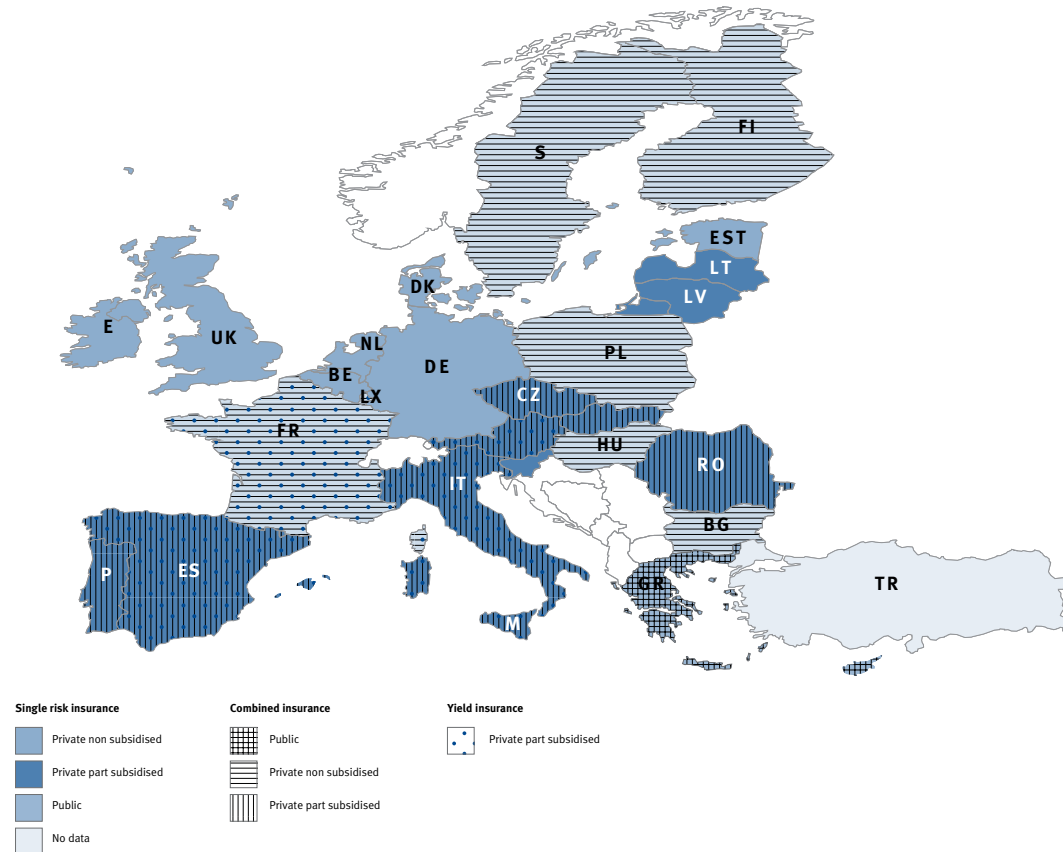 FI
S
EST
LT
DK
LV
E
UK
NL
PL
BE
DE
LX
CZ
FR
HU
RO
IT
BG
P
ES
GR
TR
M
Single risk insurance
Private non subsidised
Private part subsidised
Public
No data
Combined insurance
Public
Private non subsidised
Private part subsidised
Yield insurance
Private part subsidised